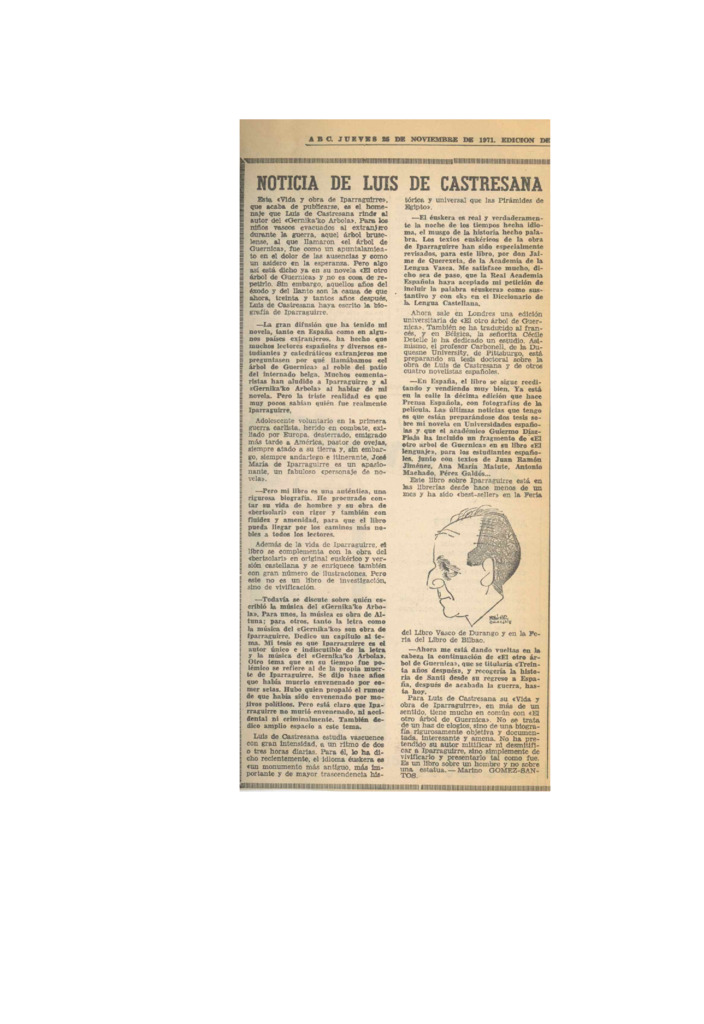 A B C. JUEVES 25 DE NOVIEMBRE DE 1971. EDICION DE
NOTICIA DE LUIS DE CASTRESANA
Esta «Vida y obra de Iparraguirre»,
que acaba de publicarse, es el home-
naje que Luis de Castresana rinde al
autor del «Gernika'ko Arbola». Para los
niños vascos evacuados al extranjero
durante la guerra, aquel árbol bruse-
lense, al que llamaron «el árbol de
Guernica», fue como un apuntalamien-
to en el dolor de las ausencias y como
un asidero en la esperanza. Pero algo
así está dicho ya en su novela «El otro
árbol de Guernica» y no es cosa de re-
petirlo. Sin embargo, aquellos años del
éxodo y del llanto son la causa de que
ahora, treinta y tantos años después,
Luis de Castresana haya escrito la bio-
grafía de Iparraguirre.
—La gran difusión que ha tenido mi
novela, tanto en España como en algu-
nos países extranjeros, ha hecho que
muchos lectores españoles y diversos es-
tudiantes y catedráticos extranjeros me
preguntasen por qué llamábamos «el
árbol de Guernica» al roble del patio
del internado belga. Muchos comenta-
ristas han aludido a Iparraguirre y al
«Gernika'ko Arbola» al hablar de mi
novela. Pero la triste realidad es que
muy pocos sabían quién fue realmente
Iparraguirre.
Adolescente voluntario en la primera
guerra carlista, herido en combate, exi-
liado por Europa, desterrado, emigrado
más tarde a América, pastor de ovejas,
siempre atado a su tierra y, sin embar-
go, siempre andariego e itinerante, José
María de Iparraguirre es un apasio-
nante, un fabuloso «personaje de no-
vela».
—Pero mi libro es una auténtica, una
rigurosa biografía. He procurado con-
tar su vida de hombre y su obra de
«bertsolari» con rigor y también con
fluidez y amenidad, para que el libro
pueda llegar por los caminos más no-
bles a todos los lectores.
Además de la vida de Iparraguirre, el
libro se complementa con la obra del
«bertsolari» en original euskérico y ver-
sión castellana y se enriquece también
con gran número de ilustraciones. Pero
este no es un libro de investigación,
sino de vivificación.
—Todavía se discute sobre quién es-
cribió la música del «Gernika'ko Arbo-
la». Para unos, la música es obra de Al-
tuna; para otros, tanto la letra como
la música del «Gernika'ko» son obra de
Iparraguirre. Dedico un capítulo al te-
ma. Mi tesis es que Iparraguirre es el
autor único e indiscutible de la letra
y la música del «Gernika'ko Arbola».
Otro tema que en su tiempo fue po-
lémico se refiere al de la propia muer-
te de Iparraguirre. Se dijo hace años
que había muerto envenenado por co-
mer setas. Hubo quien propaló el rumor
de que había sido envenenado por mo-
tivos políticos. Pero está claro que Ipa-
rraguirre no murió envenenado, ni acci-
dental ni criminalmente. También de-
dico amplio espacio a este tema.
Luis de Castresana estudia vascuence
con gran intensidad, a un ritmo de dos
o tres horas diarias. Para él, lo ha di-
cho recientemente, el idioma éuskera es
«un monumento más antiguo, más im-
portante y de mayor trascendencia his-
tórica y universal que las Pirámides de
Egipto».
—El éuskera es real y verdaderamen-
te la noche de los tiempos hecha idio-
ma, el musgo de la historia hecho pala-
bra. Los textos euskéricos de la obra
de Iparraguirre han sido especialmente
revisados, para este libro, por don Jai-
me de Querexeta, de la Academia de la
Lengua Vasca. Me satisface mucho, di-
cho sea de paso, que la Real Academia
Española haya aceptado mi petición de
incluir la palabra «éuskera» como sus-
tantivo y con «k» en el Diccionario de
la Lengua Castellana.
Ahora sale en Londres una edición
universitaria de «El otro árbol de Guer-
nica». También se ha traducido al fran-
cés, y en Bélgica, la señorita Cécile
Detelle le ha dedicado un estudio. Asi-
mismo, el profesor Carbonell, de la Du-
quesne University, de Pittsburgo, está
preparando su tesis doctoral sobre la
obra de Luis de Castresana y de otros
cuatro novelistas españoles.
—En España, el libro se sigue reedi-
tando y vendiendo muy bien. Ya está
en la calle la décima edición que hace
Prensa Española, con fotografías de la
película. Las últimas noticias que tengo
es que están preparándose dos tesis so-
bre mi novela en Universidades españo-
las y que el académico Guillermo Díaz-
Plaja ha incluido un fragmento de «El
otro árbol de Guernica» en su libro «El
lenguaje», para los estudiantes españo-
les, junto con textos de Juan Ramón
Jiménez, Ana María Matute, Antonio
Machado, Pérez Galdós...
Este libro sobre Iparraguirre está en
las librerías desde hace menos de un
mes y ha sido «best-seller» en la Feria
del Libro Vasco de Durango y en la Fe-
ria del Libro de Bilbao.
—Ahora me está dando vueltas en la
cabeza la continuación de «El otro ár-
bol de Guernica», que se titularía «Trein-
ta años después», y recogería la histo-
ria de Santi desde su regreso a Espa-
ña, después de acabada la guerra, has-
ta hoy.
Para Luis de Castresana su «Vida y
obra de Iparraguirre», en más de un
sentido, tiene mucho en común con «El
otro árbol de Guernica». No se trata
de un haz de elogios, sino de una biogra-
fía rigurosamente objetiva y documen-
tada, interesante y amena. No ha pre-
tendido su autor mitificar ni desmitifi-
car a Iparraguirre, sino simplemente de
vivificarlo y presentarlo tal como fue.
Es un libro sobre un hombre y no sobre
una estatua.—Marino GOMEZ-SAN-
TOS.